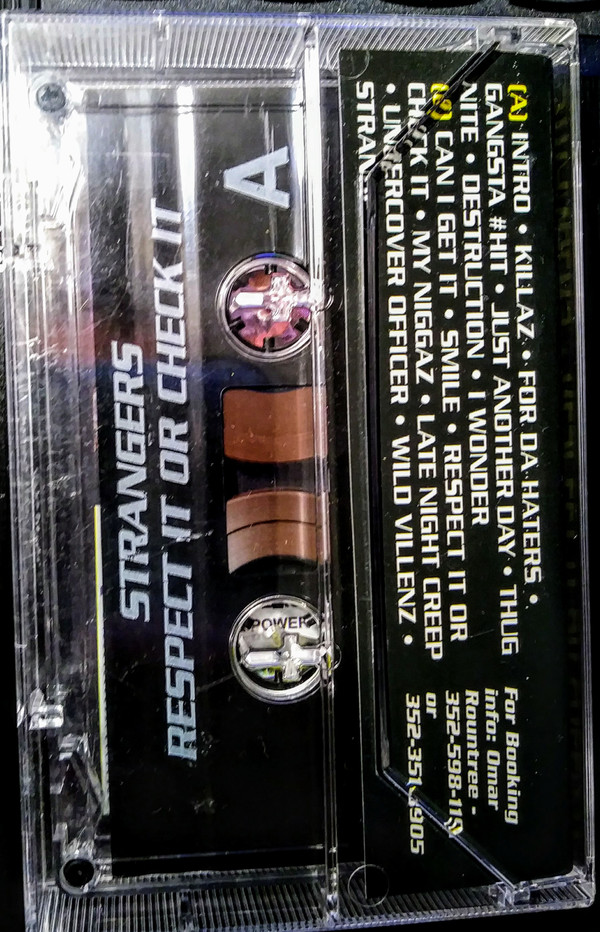 (A) INTRO • KILLAZ • FOR DA HATERS •
GANGSTA #HIT • JUST ANOTHER DAY • THUG
NITE • DESTRUCTION • I WONDER
CAN I GET IT • SMILE • RESPECT IT OR
CHECK IT • MY NIGGAZ • LATE NIGHT CREEP
• UNDERCOVER OFFICER • WILD VILLENZ •
For Booking
info: Omar
Rountree -
or
A
STRANGERS
RESPECT IT OR CHECK IT
POWER